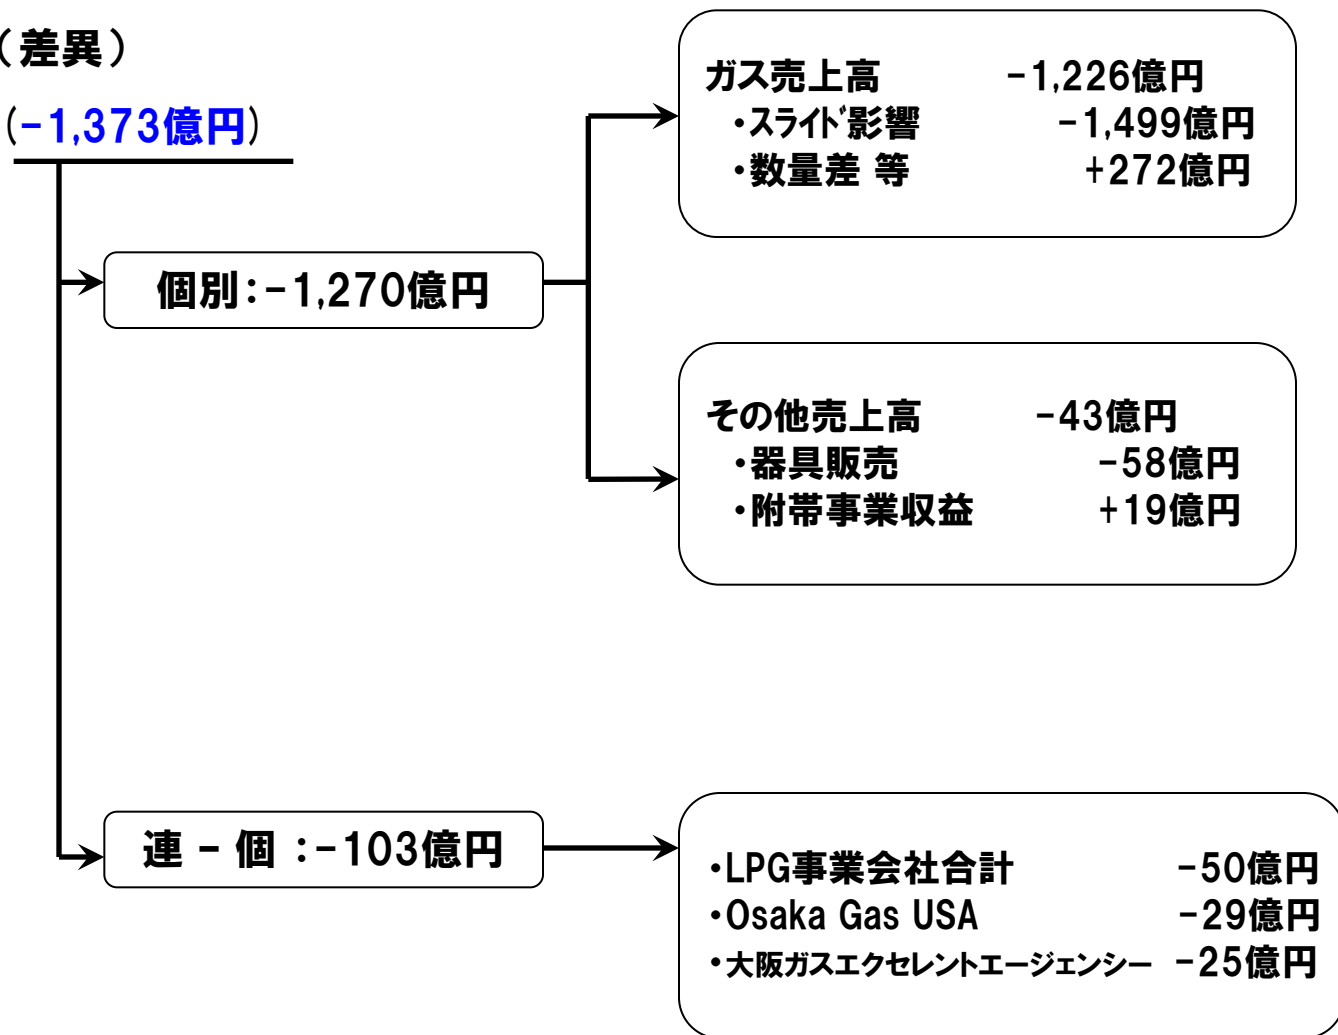 (差異)
(-1,373億円)
ガス売上高 -1,226億円
・スライド影響 -1,499億円
・数量差 等 +272億円
個別:-1,270億円
その他売上高 -43億円
・器具販売 -58億円
・附帯事業収益 +19億円
連 - 個 :-103億円
・LPG事業会社合計 -50億円
・Osaka Gas USA -29億円
・大阪ガスエクセレントエージェンシー -25億円